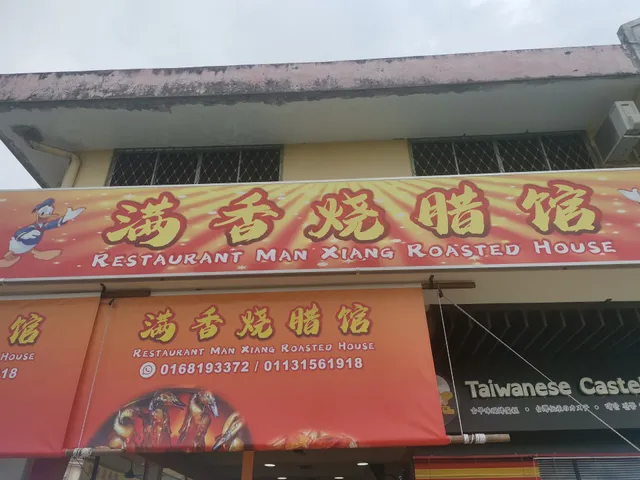 满香烧腊馆
RESTAURANT MAN XIANG ROASTED HOUSE
馆
HOUSE
18
满香烧腊馆
RESTAURANT MAN XIANG ROASTED HOUSE
0168193372 / 01131561918
Taiwanese Castel